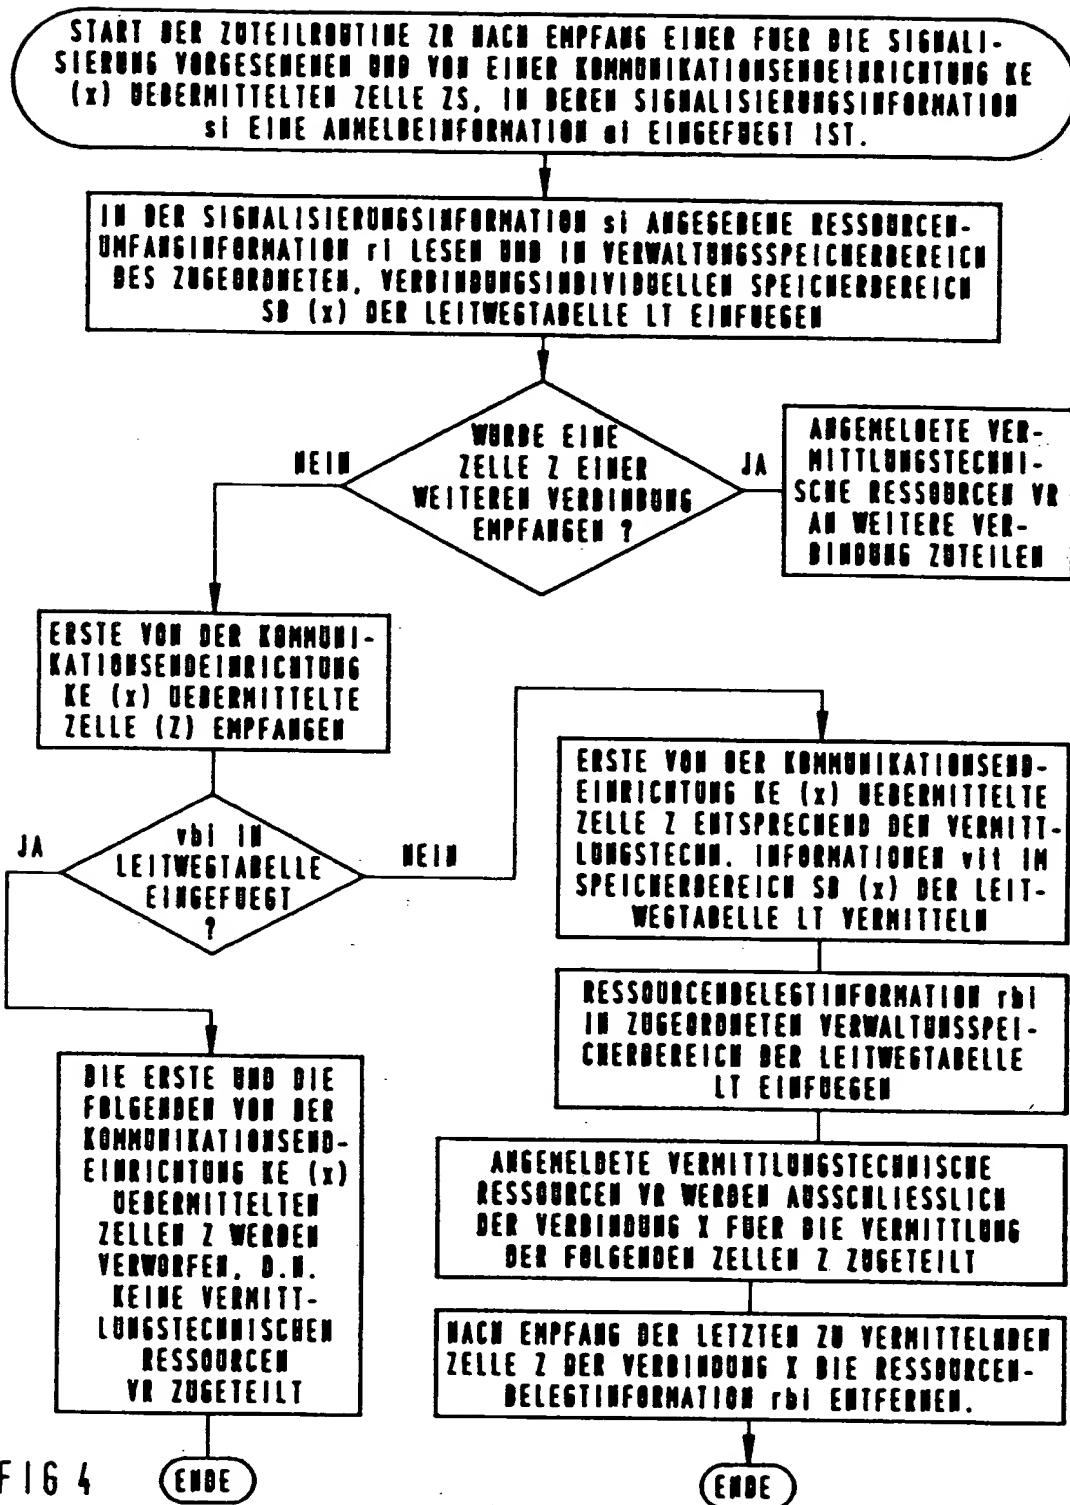 START DER ZUTEILROUTINE ZR NACH EMPFANG EINER FUER DIE SIGNALI-
SIERUNG VORGESEHENEN UND VON EINER KOMMUNIKATIONSENDEINRICHTUNG KE
(x) UEBERMITTELTEN ZELLE ZS, IN DEREN SIGNALISIERUNGSINFORMATION
si EINE ANMELDEINFORMATION ai EINGEFUEGT IST.
IN DER SIGNALISIERUNGSINFORMATION si ANGEGEBENE RESSOURCEN-
UMFANGINFORMATION ri LESEN UND IN VERWALTUNGSSPEICHERBEREICH
DES ZUGEORDNETEN, VERBINDUNGSINDIVIDUELLEN SPEICHERBEREICH
SB (x) DER LEITWEGTABELLE LT EINFUEGEN
WURDE EINE
ZELLE Z EINER
WEITEREN VERBINDUNG
EMPFANGEN ?
NEIN
JA
ANGEMELDETE VER-
MITTLUNGSTECHNI-
SCHE RESSOURCEN VR
AN WEITERE VER-
BINDUNG ZUTEILEN
ERSTE VON DER KOMMUNI-
KATIONSENDEINRICHTUNG
KE (x) UEBERMITTELTE
ZELLE (Z) EMPFANGEN
vbi IN
LEITWEGTABELLE
EINGEFUEGT
?
JA
NEIN
ERSTE VON DER KOMMUNIKATIONSEND-
EINRICHTUNG KE (x) UEBERMITTELTE
ZELLE Z ENTSPRECHEND DEN VERMITT-
LUNGSTECHN. INFORMATIONEN vit IM
SPEICHERBEREICH SB (x) DER LEIT-
WEGTABELLE LT VERMITTELN
RESSOURCENBELEGTINFORMATION rbi
IN ZUGEORDNETEN VERWALTUNSSPEI-
CHERBEREICH DER LEITWEGTABELLE
LT EINFUEGEN
DIE ERSTE UND DIE
FOLGENDEN VON DER
KOMMUNIKATIONSEND-
EINRICHTUNG KE (x)
UEBERMITTELTEN
ZELLEN Z WERDEN
VERWORFEN, D.H.
KEINE VERMITT-
LUNGSTECHNISCHEN
RESSOURCEN
VR ZUGETEILT
ANGEMELDETE VERMITTLUNGSTECHNISCHE
RESSOURCEN VR WERDEN AUSSCHLIESSLICH
DER VERBINDUNG X FUER DIE VERMITTLUNG
DER FOLGENDEN ZELLEN Z ZUGETEILT
NACH EMPFANG DER LETZTEN ZU VERMITTELNDEN
ZELLE Z DER VERBINDUNG X DIE RESSOURCEN-
BELEGTINFORMATION rbi ENTFERNEN.
FIG 4
ENDE
ENDE